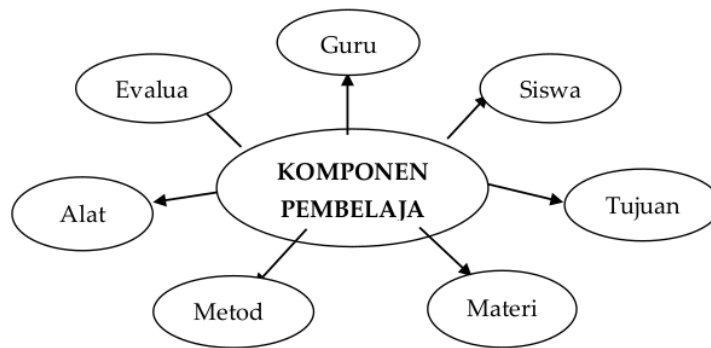 Guru
Evalua
Siswa
KOMPONEN
PEMBELAJA
Alat
Tujuan
Metod
Materi